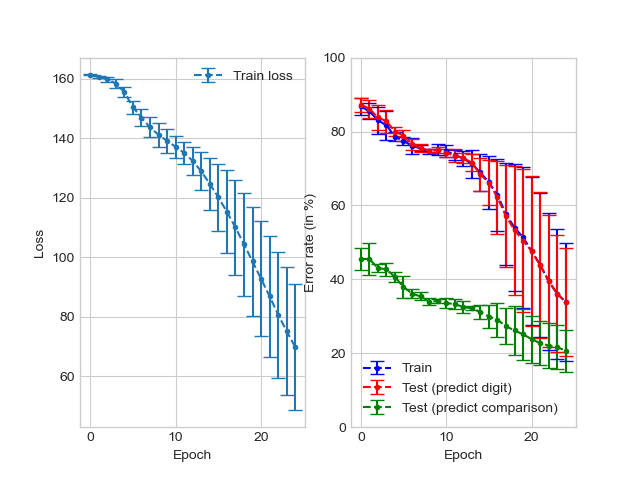 Train loss
160
140
120
100
80
60
Loss
0
10
20
Epoch
100
80
60
40
20
0
Error rate (in %)
Train
Test (predict digit)
Test (predict comparison)
0
10
20
Epoch